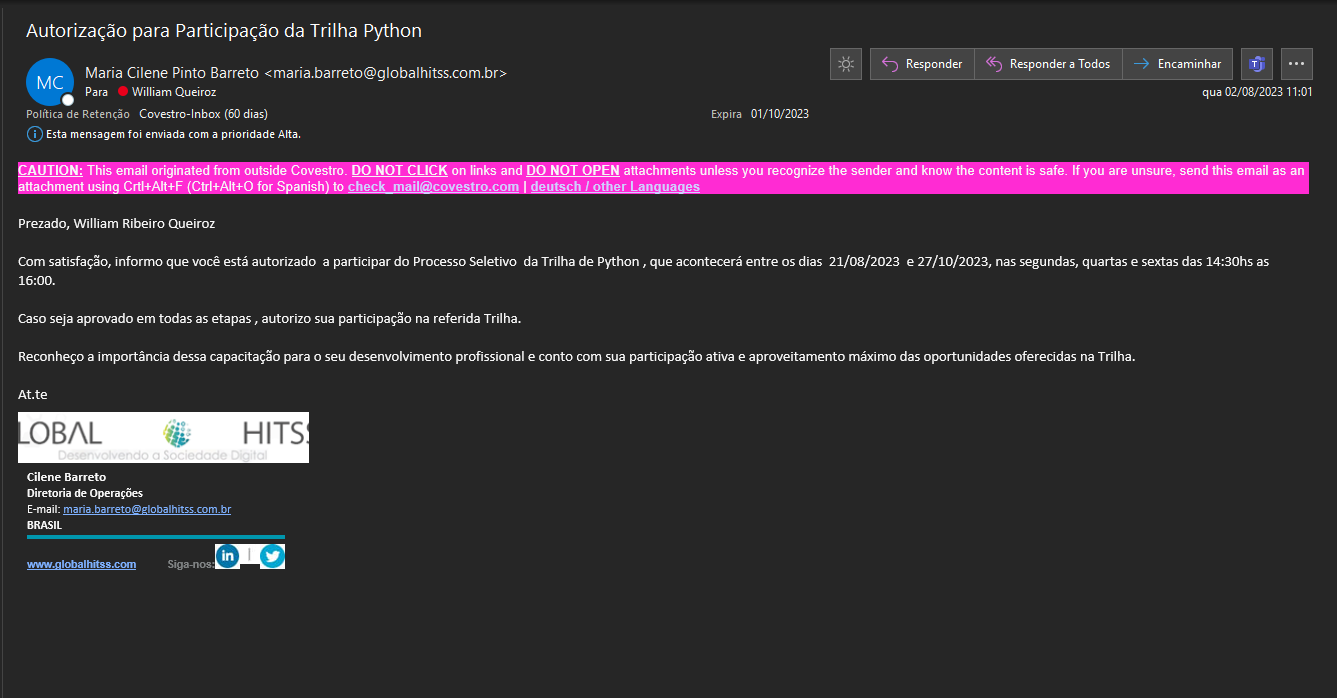 Autorização para Participação da Trilha Python
MC
Maria Cilene Pinto Barreto <maria.barreto@globalhitss.com.br>
Para William Queiroz
Responder
Responder a Todos
Encaminhar
qua 02/08/2023 11:01
Política de Retenção Covestro-Inbox (60 dias)
Expira 01/10/2023
Esta mensagem foi enviada com a prioridade Alta.
CAUTION: This email originated from outside Covestro. DO NOT CLICK on links and DO NOT OPEN attachments unless you recognize the sender and know the content is safe. If you are unsure, send this email as an
attachment using Crtl+Alt+F (Ctrl+Alt+O for Spanish) to check_mail@covestro.com | deutsch / other Languages
Prezado, William Ribeiro Queiroz
Com satisfação, informo que você está autorizado  a participar do Processo Seletivo  da Trilha de Python , que acontecerá entre os dias  21/08/2023  e 27/10/2023, nas segundas, quartas e sextas das 14:30hs as
16:00.
Caso seja aprovado em todas as etapas , autorizo sua participação na referida Trilha.
Reconheço a importância dessa capacitação para o seu desenvolvimento profissional e conto com sua participação ativa e aproveitamento máximo das oportunidades oferecidas na Trilha.
At.te
LOBAL HITSS
Desenvolvendo a Sociedade Digital
Cilene Barreto
Diretoria de Operações
E-mail: maria.barreto@globalhitss.com.br
BRASIL
www.globalhitss.com
Siga-nos:
in |